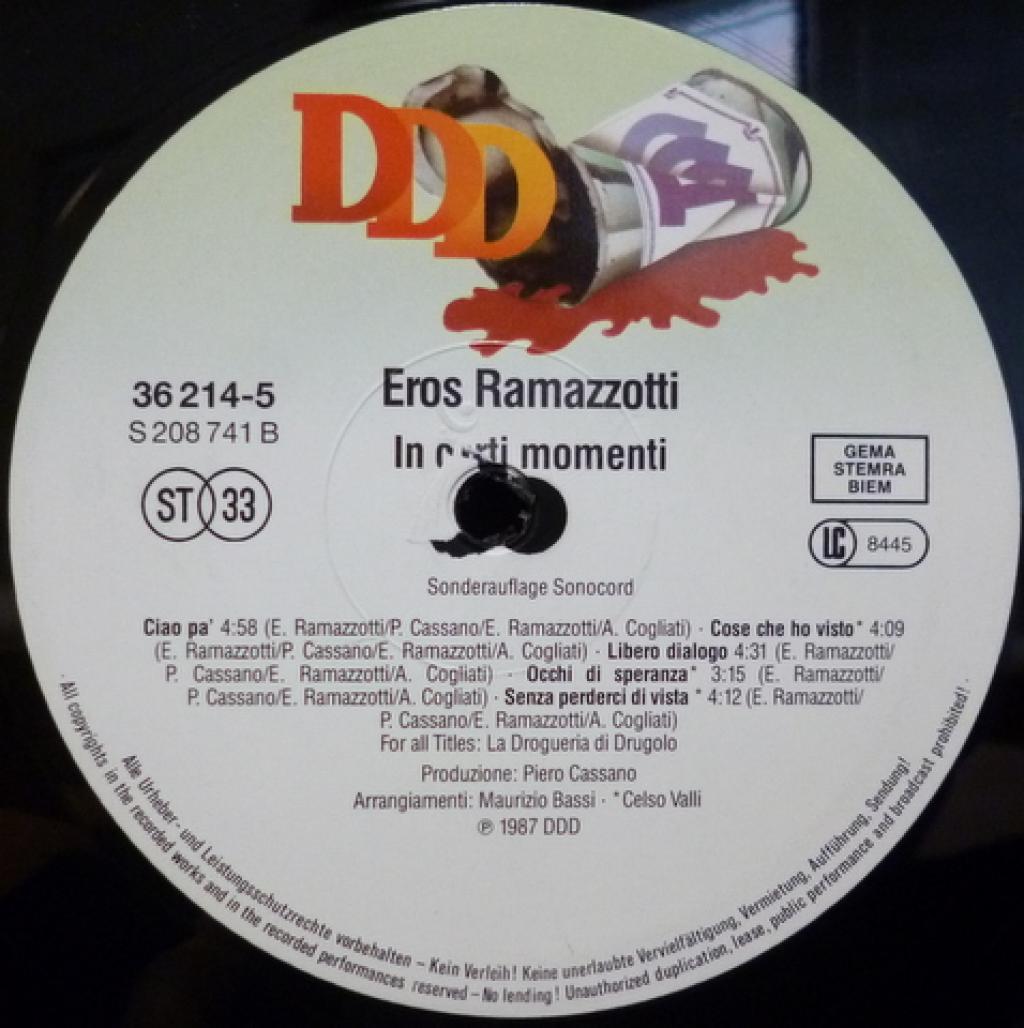 DDD
36 214-5
S 208 741 B
ST 33
Eros Ramazzotti
In certi momenti
GEMA
STEMRA
BIEM
LC 8445
Sonderauflage Sonocord
Ciao pa' 4:58 (E. Ramazzotti/P. Cassano/E. Ramazzotti/A. Cogliati) · Cose che ho visto* 4:09
(E. Ramazzotti/P. Cassano/E. Ramazzotti/A. Cogliati) · Libero dialogo 4:31 (E. Ramazzotti/
P. Cassano/E. Ramazzotti/A. Cogliati) · Occhi di speranza* 3:15 (E. Ramazzotti/
P. Cassano/E. Ramazzotti/A. Cogliati) · Senza perderci di vista * 4:12 (E. Ramazzotti/
P. Cassano/E. Ramazzotti/A. Cogliati)
For all Titles: La Drogueria di Drugolo
Produzione: Piero Cassano
Arrangiamenti: Maurizio Bassi · *Celso Valli
℗ 1987 DDD
Alle Urheber- und Leistungsschutzrechte vorbehalten – Kein Verleih! Keine unerlaubte Vervielfältigung, Vermietung, Aufführung, Sendung!
· All copyrights in the recorded works and in the recorded performances reserved – No lending! Unauthorized duplication, lease, public performance and broadcast prohibited! ·